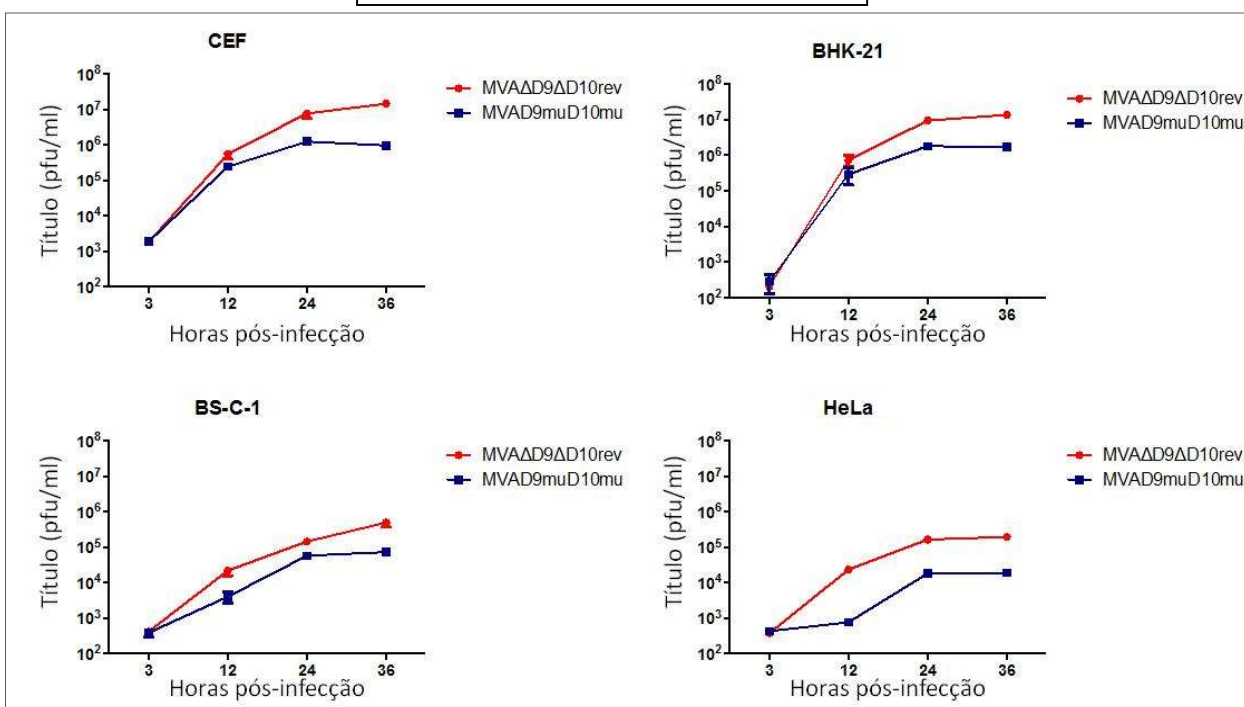 CEF
10⁸
10⁷
10⁶
10⁵
10⁴
10³
10²
Título (pfu/ml)
3 12 24 36
Horas pós-infecção
MVAΔD9ΔD10rev
MVAD9muD10mu
BHK-21
10⁸
10⁷
10⁶
10⁵
10⁴
10³
10²
Título (pfu/ml)
3 12 24 36
Horas pós-infecção
MVAΔD9ΔD10rev
MVAD9muD10mu
BS-C-1
10⁸
10⁷
10⁶
10⁵
10⁴
10³
10²
Título (pfu/ml)
3 12 24 36
Horas pós-infecção
MVAΔD9ΔD10rev
MVAD9muD10mu
HeLa
10⁸
10⁷
10⁶
10⁵
10⁴
10³
10²
Título (pfu/ml)
3 12 24 36
Horas pós-infecção
MVAΔD9ΔD10rev
MVAD9muD10mu